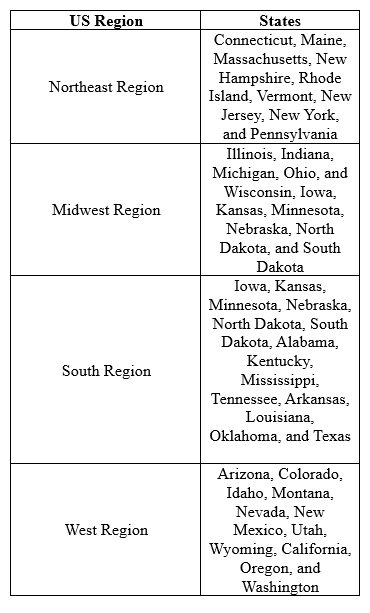 US Region States
Northeast Region
Connecticut, Maine,
Massachusetts, New
Hampshire, Rhode
Island, Vermont, New
Jersey, New York,
and Pennsylvania
Midwest Region
Illinois, Indiana,
Michigan, Ohio, and
Wisconsin, Iowa,
Kansas, Minnesota,
Nebraska, North
Dakota, and South
Dakota
South Region
Iowa, Kansas,
Minnesota, Nebraska,
North Dakota, South
Dakota, Alabama,
Kentucky,
Mississippi,
Tennessee, Arkansas,
Louisiana,
Oklahoma, and Texas
West Region
Arizona, Colorado,
Idaho, Montana,
Nevada, New
Mexico, Utah,
Wyoming, California,
Oregon, and
Washington